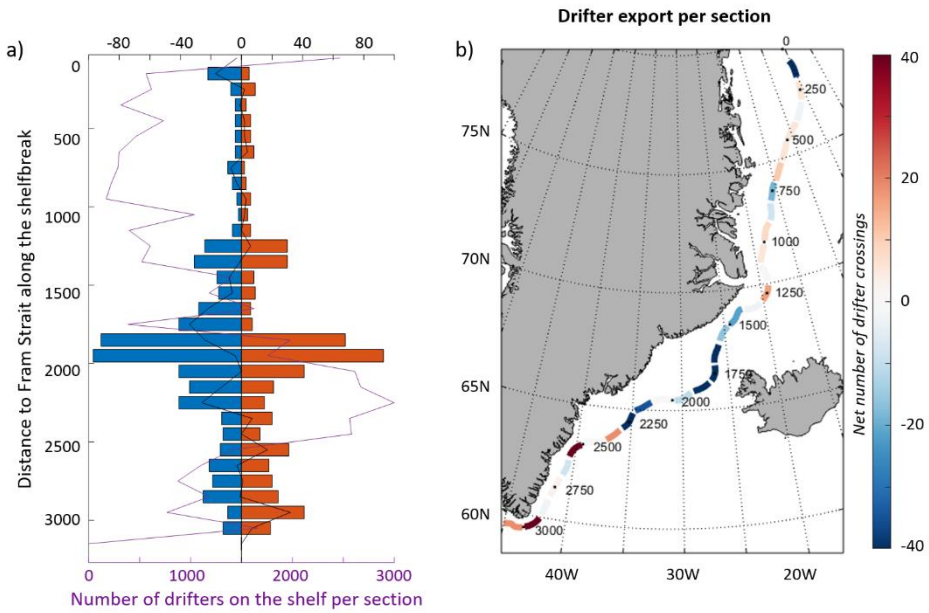 a)
-80 -40 0 40 80
0
500
1000
1500
2000
2500
3000
Distance to Fram Strait along the shelfbreak
0 1000 2000 3000
Number of drifters on the shelf per section
b)
Drifter export per section
75N
70N
65N
60N
40W 30W 20W
0
250
500
750
1000
1250
1500
1750
2000
2250
2500
2750
3000
40
20
0
-20
-40
Net number of drifter crossings